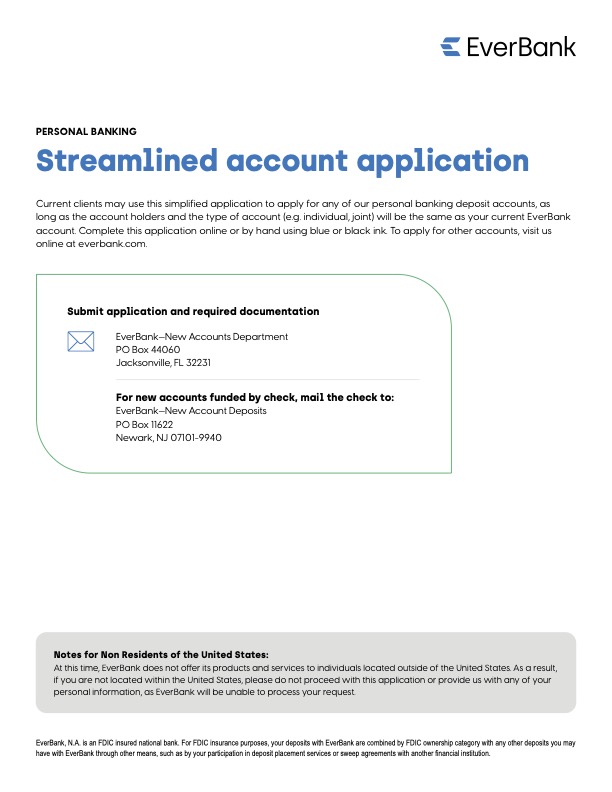 EverBank
PERSONAL BANKING
Streamlined account application
Current clients may use this simplified application to apply for any of our personal banking deposit accounts, as
long as the account holders and the type of account (e.g. individual, joint) will be the same as your current EverBank
account. Complete this application online or by hand using blue or black ink. To apply for other accounts, visit us
online at everbank.com.
Submit application and required documentation
EverBank—New Accounts Department
PO Box 44060
Jacksonville, FL 32231
For new accounts funded by check, mail the check to:
EverBank—New Account Deposits
PO Box 11622
Newark, NJ 07101-9940
Notes for Non Residents of the United States:
At this time, EverBank does not offer its products and services to individuals located outside of the United States. As a result,
if you are not located within the United States, please do not proceed with this application or provide us with any of your
personal information, as EverBank will be unable to process your request.
EverBank, N.A. is an FDIC insured national bank. For FDIC insurance purposes, your deposits with EverBank are combined by FDIC ownership category with any other deposits you may
have with EverBank through other means, such as by your participation in deposit placement services or sweep agreements with another financial institution.